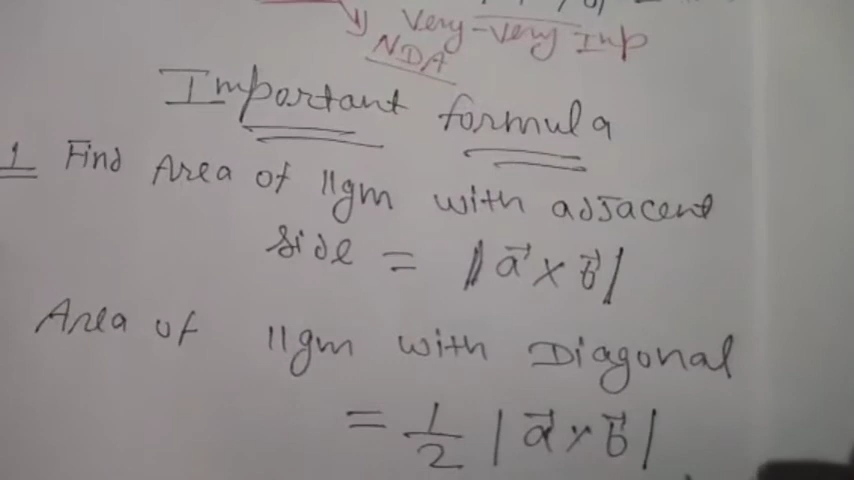 Very-Very Imp
NDA
Important formula
1 Find Area of ||gm with adjacent
side = |a⃗ × b⃗|
Area of ||gm with Diagonal
= 1/2 |a⃗ × b⃗|